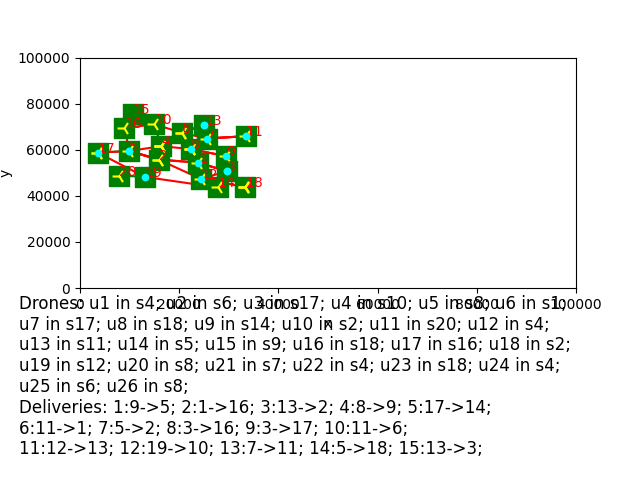 100000
80000
60000
40000
20000
0
y
0 20000 40000 60000 80000 100000
x
Drones: u1 in s4; u2 in s6; u3 in s17; u4 in s10; u5 in s8; u6 in s1;
u7 in s17; u8 in s18; u9 in s14; u10 in s2; u11 in s20; u12 in s4;
u13 in s11; u14 in s5; u15 in s9; u16 in s18; u17 in s16; u18 in s2;
u19 in s12; u20 in s8; u21 in s7; u22 in s4; u23 in s18; u24 in s4;
u25 in s6; u26 in s8;
Deliveries: 1:9->5; 2:1->16; 3:13->2; 4:8->9; 5:17->14;
6:11->1; 7:5->2; 8:3->16; 9:3->17; 10:11->6;
11:12->13; 12:19->10; 13:7->11; 14:5->18; 15:13->3;